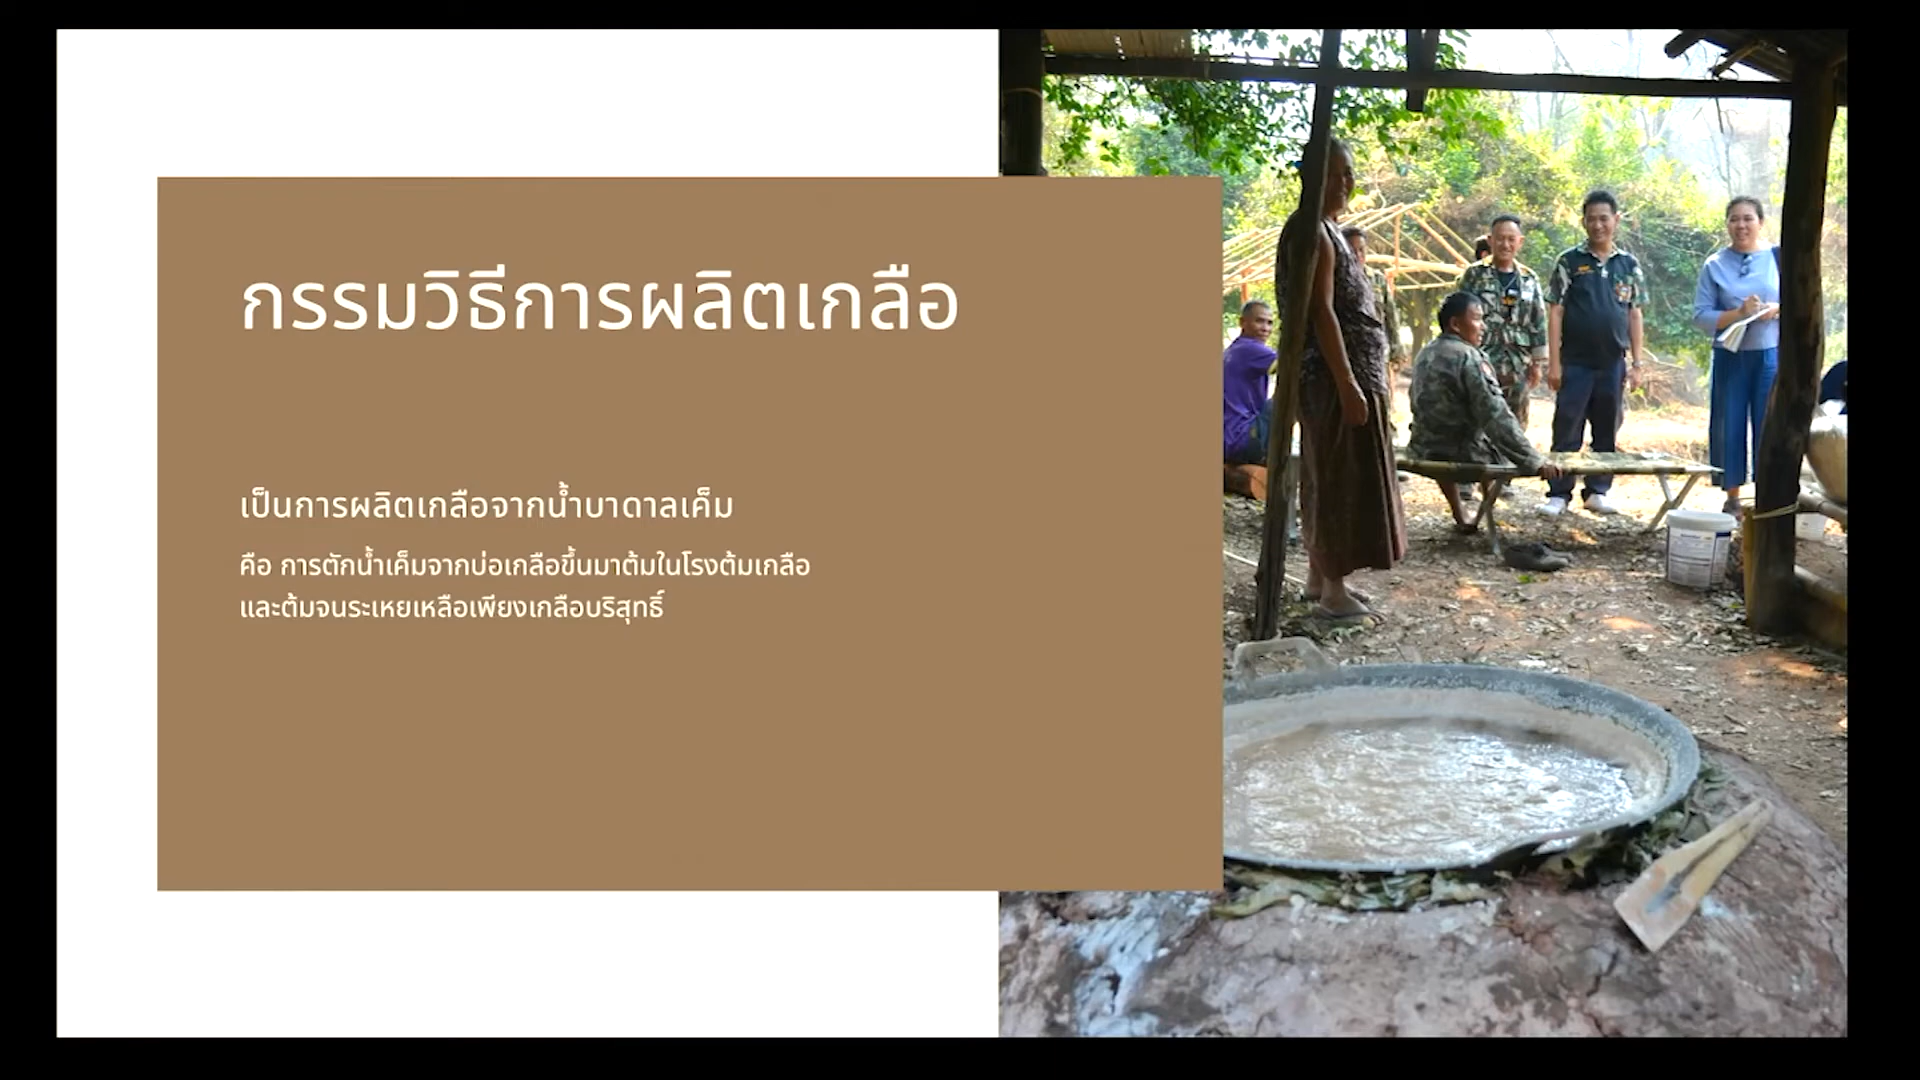 กรรมวิธีการผลิตเกลือ
เป็นการผลิตเกลือจากน้ำบาดาลเค็ม
คือ การตักน้ำเค็มจากบ่อเกลือขึ้นมาต้มในโรงต้มเกลือ
และต้มจนระเหยเหลือเพียงเกลือบริสุทธิ์